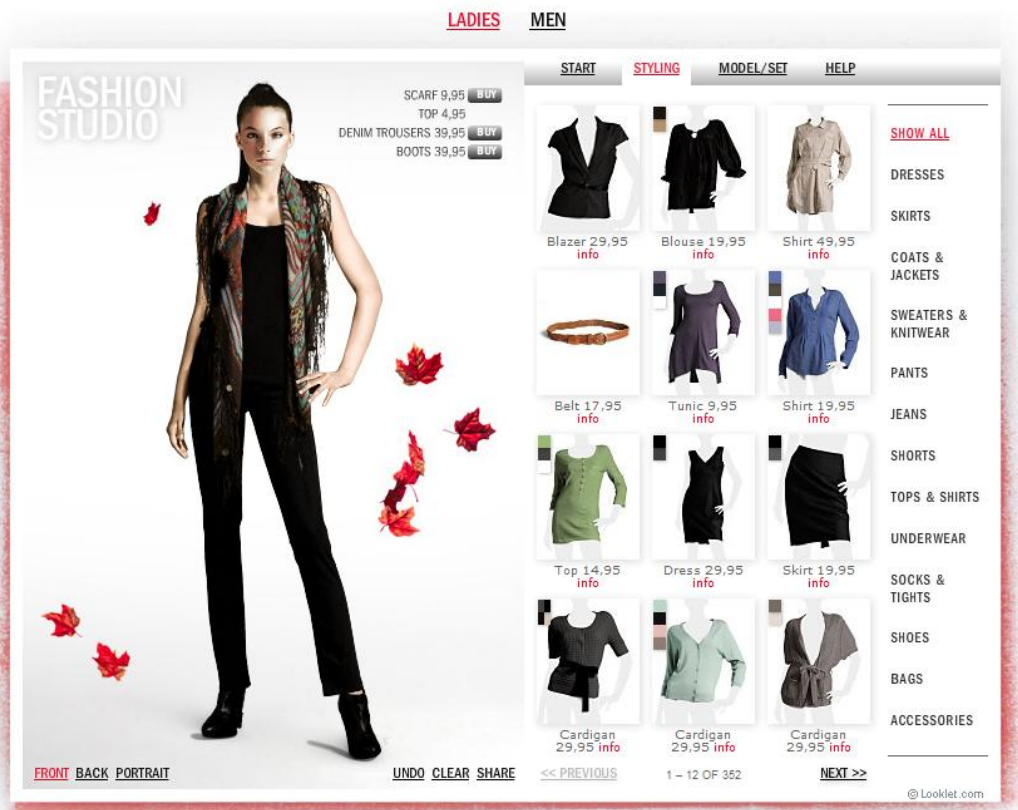 LADIES MEN
FASHION
STUDIO
SCARF 9,95 BUY
TOP 4,95
DENIM TROUSERS 39,95 BUY
BOOTS 39,95 BUY
START STYLING MODEL/SET HELP
Blazer 29,95 Blouse 19,95 Shirt 49,95
info info info
Belt 17,95 Tunic 9,95 Shirt 19,95
info info info
Top 14,95 Dress 29,95 Skirt 19,95
info info info
Cardigan Cardigan Cardigan
29,95 info 29,95 info 29,95 info
<< PREVIOUS 1 – 12 OF 352 NEXT >>
SHOW ALL
DRESSES
SKIRTS
COATS &
JACKETS
SWEATERS &
KNITWEAR
PANTS
JEANS
SHORTS
TOPS & SHIRTS
UNDERWEAR
SOCKS &
TIGHTS
SHOES
BAGS
ACCESSORIES
FRONT BACK PORTRAIT UNDO CLEAR SHARE
© Looklet.com